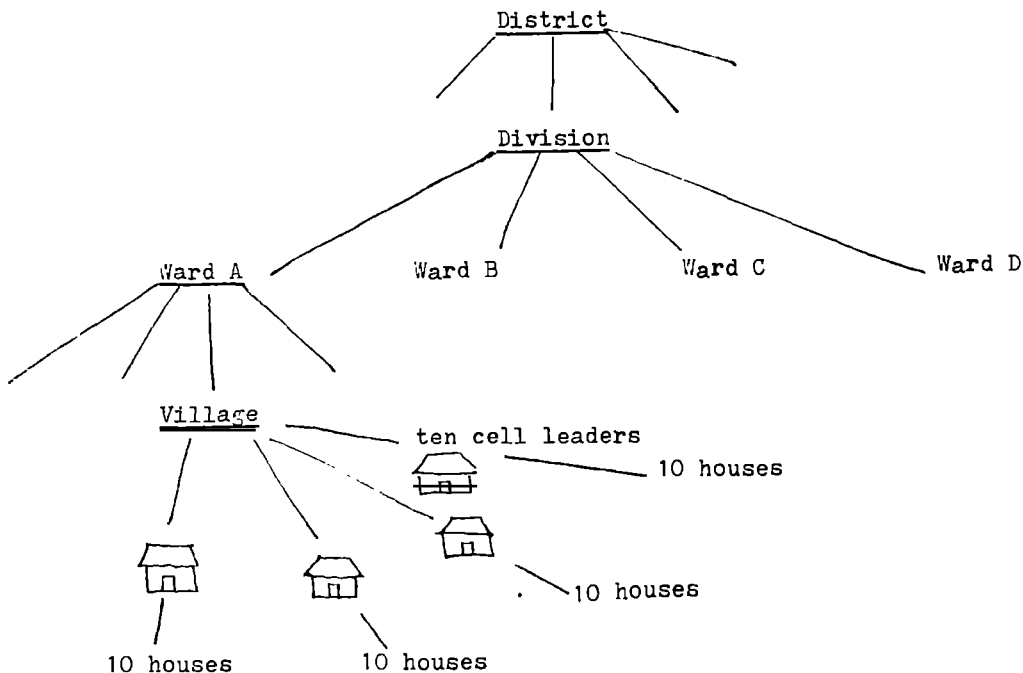 District
Division
Ward A
Ward B
Ward C
Ward D
Village
ten cell leaders
10 houses
10 houses
10 houses
10 houses